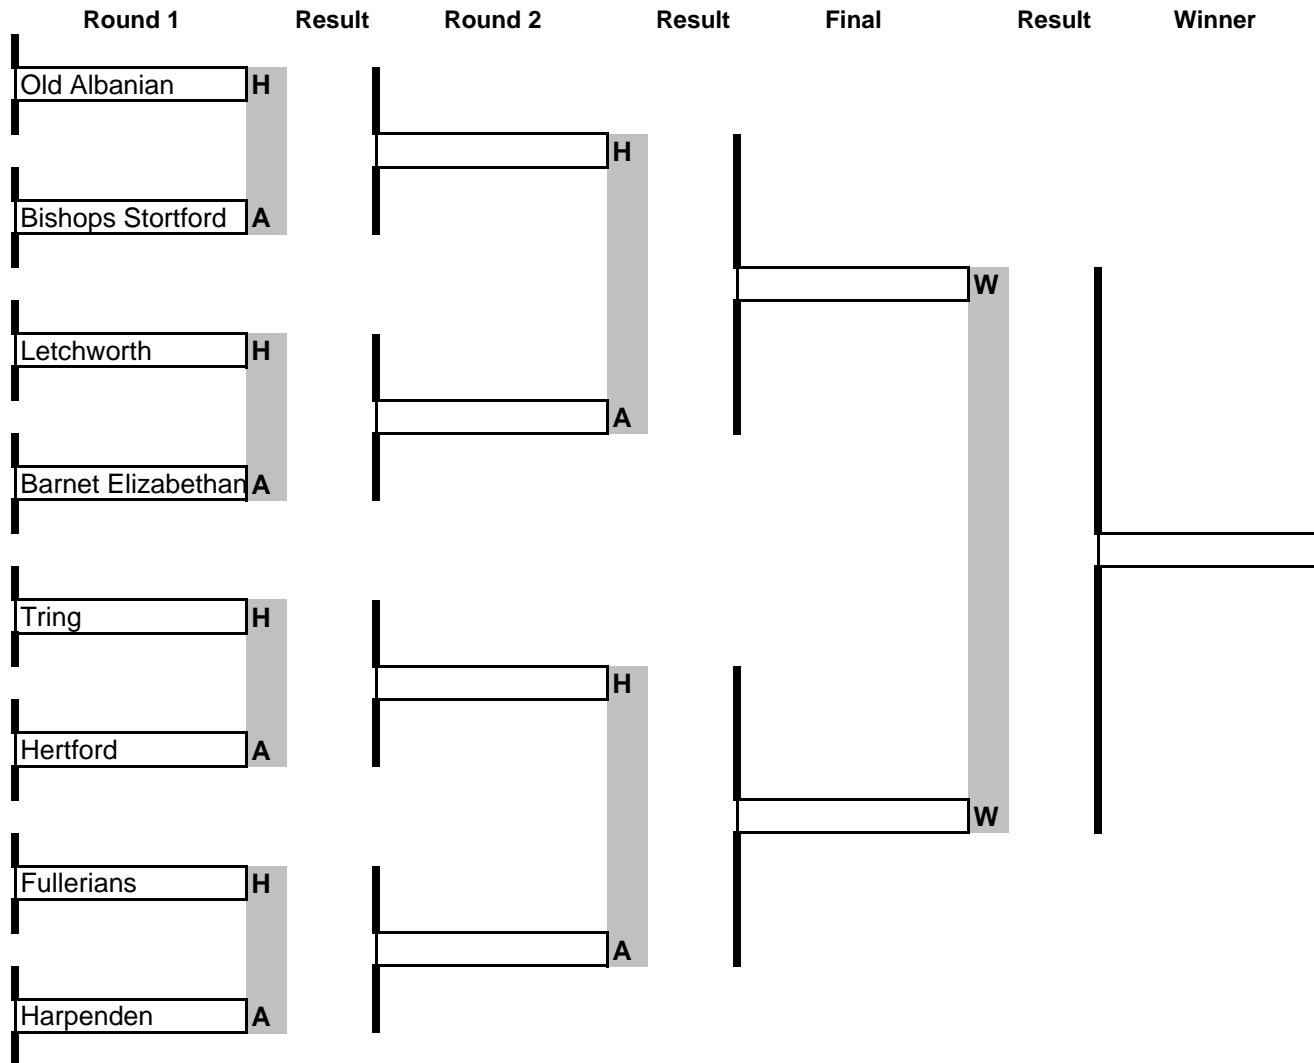 Round 1 Result Round 2 Result Final Result Winner
Old Albanian H
H
Bishops Stortford A
W
Letchworth H
A
Barnet Elizabethan A
Tring H
H
Hertford A
W
Fullerians H
A
Harpenden A